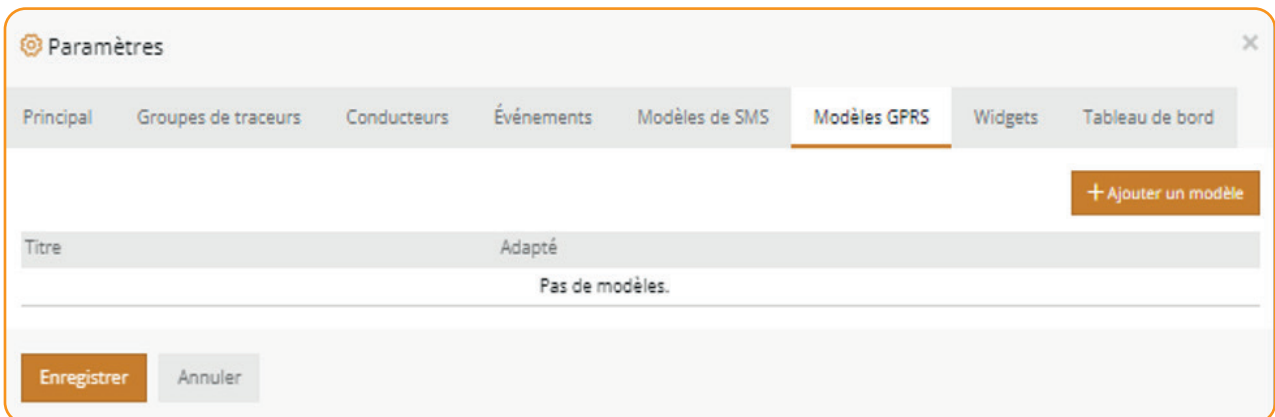 Paramètres
×
Principal Groupes de traceurs Conducteurs Événements Modèles de SMS Modèles GPRS Widgets Tableau de bord
+ Ajouter un modèle
Titre Adapté
Pas de modèles.
Enregistrer Annuler